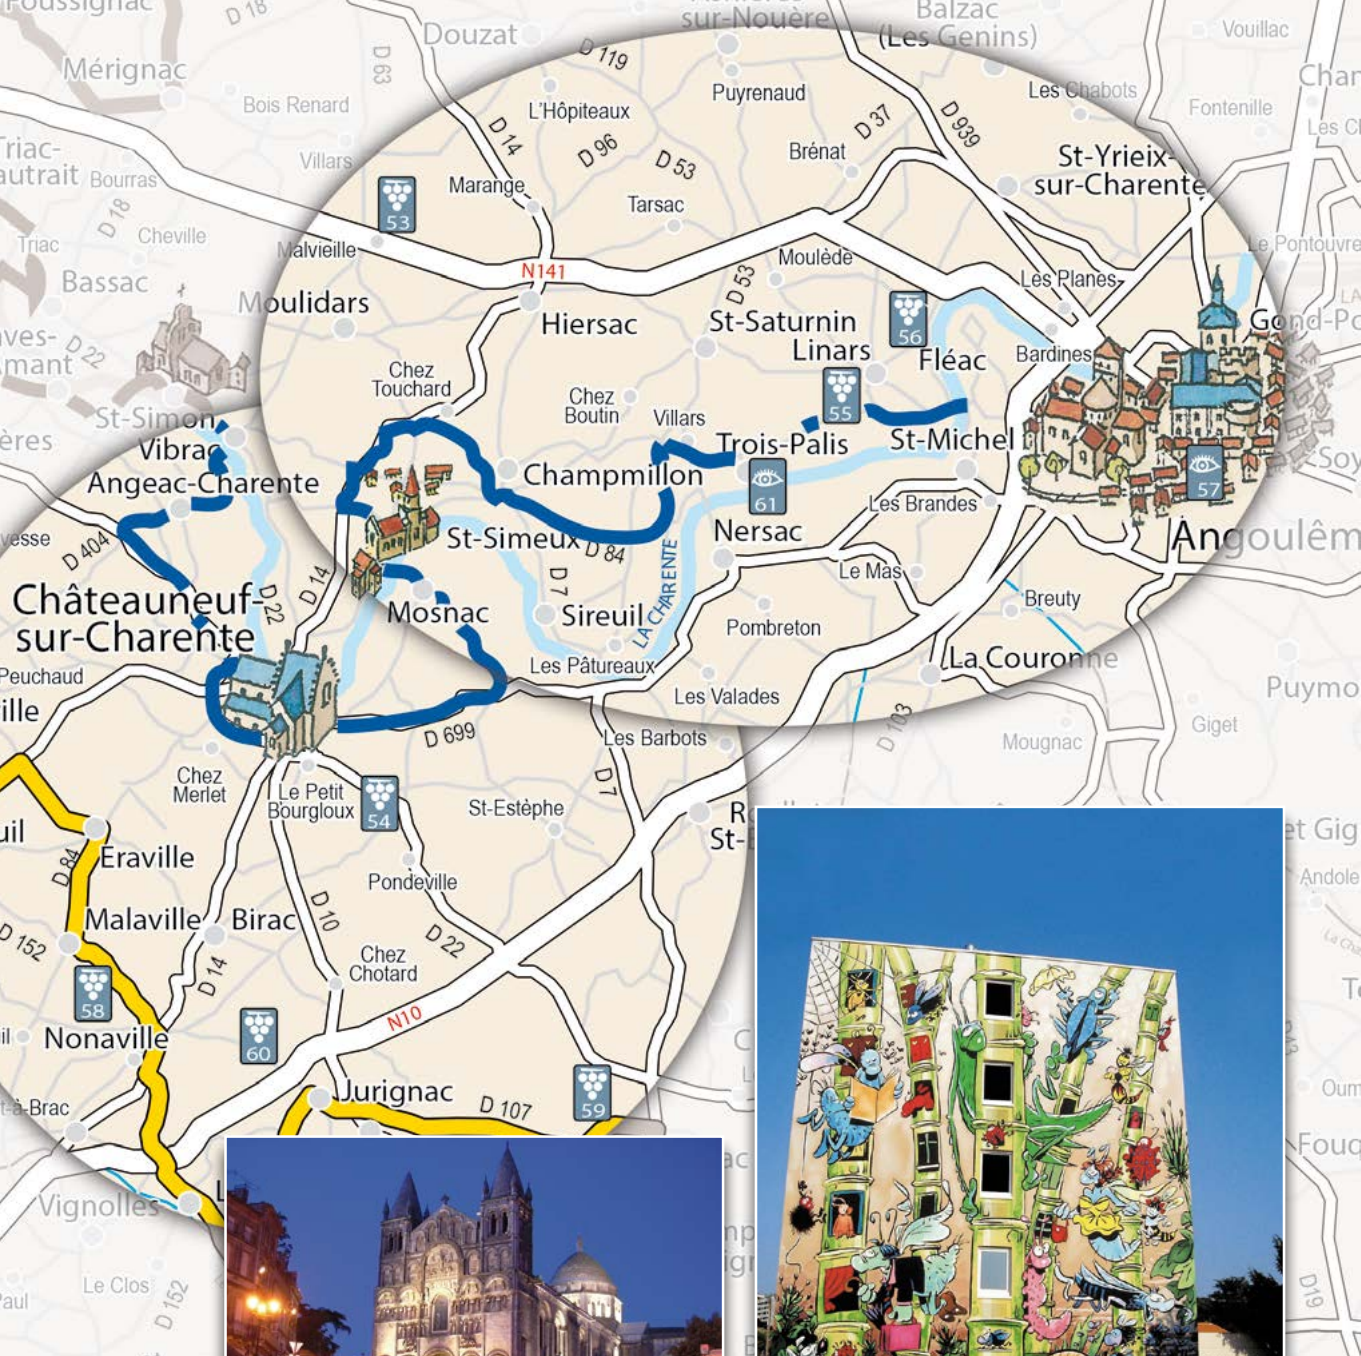 D 18
Douzat
sur-Nouère
Balzac
(Les Genins)
Vouillac
Mérignac
D 63
D 119
Puyrenaud
Les Chabots
Bois Renard
L'Hôpiteaux
Fontenille
D 14
D 96
D 37
D 939
Villars
D 53
Brénat
St-Yrieix-
sur-Charente
Bourras
Marange
53
Tarsac
D 18
Triac
Cheville
Malvieille
N141
Moulède
Le Pontouvre
Bassac
D 53
Les Planes
Moulidars
Hiersac
St-Saturnin
56
D 22
Linars
Fléac
Bardines
Chez
Touchard
Chez
Boutin
55
St-Simon
Villars
Vibrac
Trois-Palis
St-Michel
Angeac-Charente
Champmillon
61
57
Les Brandes
D 404
St-Simeux
D 84
Nersac
Angoulêm
D 14
D 7
LA CHARENTE
Le Mas
Châteauneuf-
sur-Charente
D 22
Mosnac
Sireuil
Breuty
Pombreton
Les Pâtureaux
La Couronne
Peuchaud
Les Valades
D 103
Giget
D 699
Les Barbots
Mougnac
Chez
Merlet
Le Petit
Bourgloux
54
D 7
St-Estèphe
Eraville
D 84
Pondeville
Malaville
Birac
D 10
D 22
D 152
Chez
Chotard
58
D 14
N10
Nonaville
60
59
Jurignac
D 107
Vignolles
Le Clos
D 152
D19